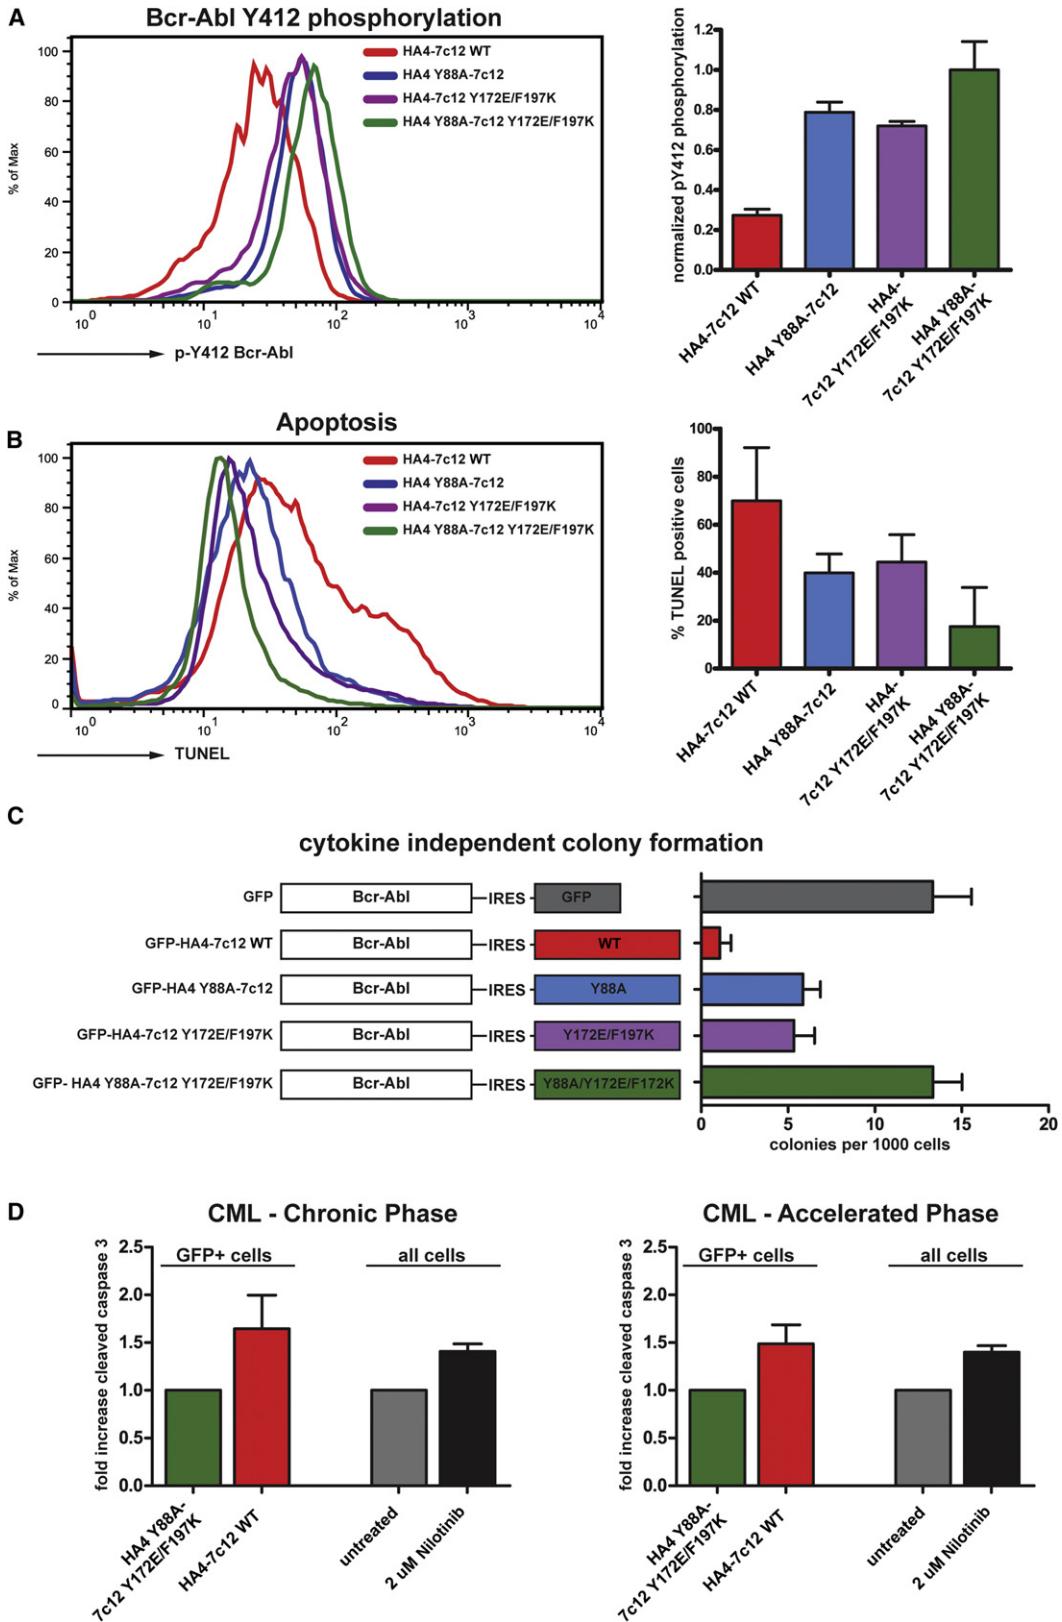 A
Bcr-Abl Y412 phosphorylation
% of Max
100
80
60
40
20
0
10^0
10^1
10^2
10^3
10^4
p-Y412 Bcr-Abl
HA4-7c12 WT
HA4 Y88A-7c12
HA4-7c12 Y172E/F197K
HA4 Y88A-7c12 Y172E/F197K
normalized pY412 phosphorylation
1.2
1.0
0.8
0.6
0.4
0.2
0.0
HA4-7c12 WT
HA4 Y88A-7c12
HA4-
7c12 Y172E/F197K
HA4 Y88A-
7c12 Y172E/F197K
B
Apoptosis
% of Max
100
80
60
40
20
0
10^0
10^1
10^2
10^3
10^4
TUNEL
HA4-7c12 WT
HA4 Y88A-7c12
HA4-7c12 Y172E/F197K
HA4 Y88A-7c12 Y172E/F197K
% TUNEL positive cells
100
80
60
40
20
0
HA4-7c12 WT
HA4 Y88A-7c12
HA4-
7c12 Y172E/F197K
HA4 Y88A-
7c12 Y172E/F197K
C
cytokine independent colony formation
GFP Bcr-Abl IRES GFP
GFP-HA4-7c12 WT Bcr-Abl IRES WT
GFP-HA4 Y88A-7c12 Bcr-Abl IRES Y88A
GFP-HA4-7c12 Y172E/F197K Bcr-Abl IRES Y172E/F197K
GFP- HA4 Y88A-7c12 Y172E/F197K Bcr-Abl IRES Y88A/Y172E/F172K
0 5 10 15 20
colonies per 1000 cells
D
CML - Chronic Phase
fold increase cleaved caspase 3
2.5
2.0
1.5
1.0
0.5
0.0
GFP+ cells
all cells
HA4 Y88A-
7c12 Y172E/F197K
HA4-7c12 WT
untreated
2 uM Nilotinib
CML - Accelerated Phase
fold increase cleaved caspase 3
2.5
2.0
1.5
1.0
0.5
0.0
GFP+ cells
all cells
HA4 Y88A-
7c12 Y172E/F197K
HA4-7c12 WT
untreated
2 uM Nilotinib